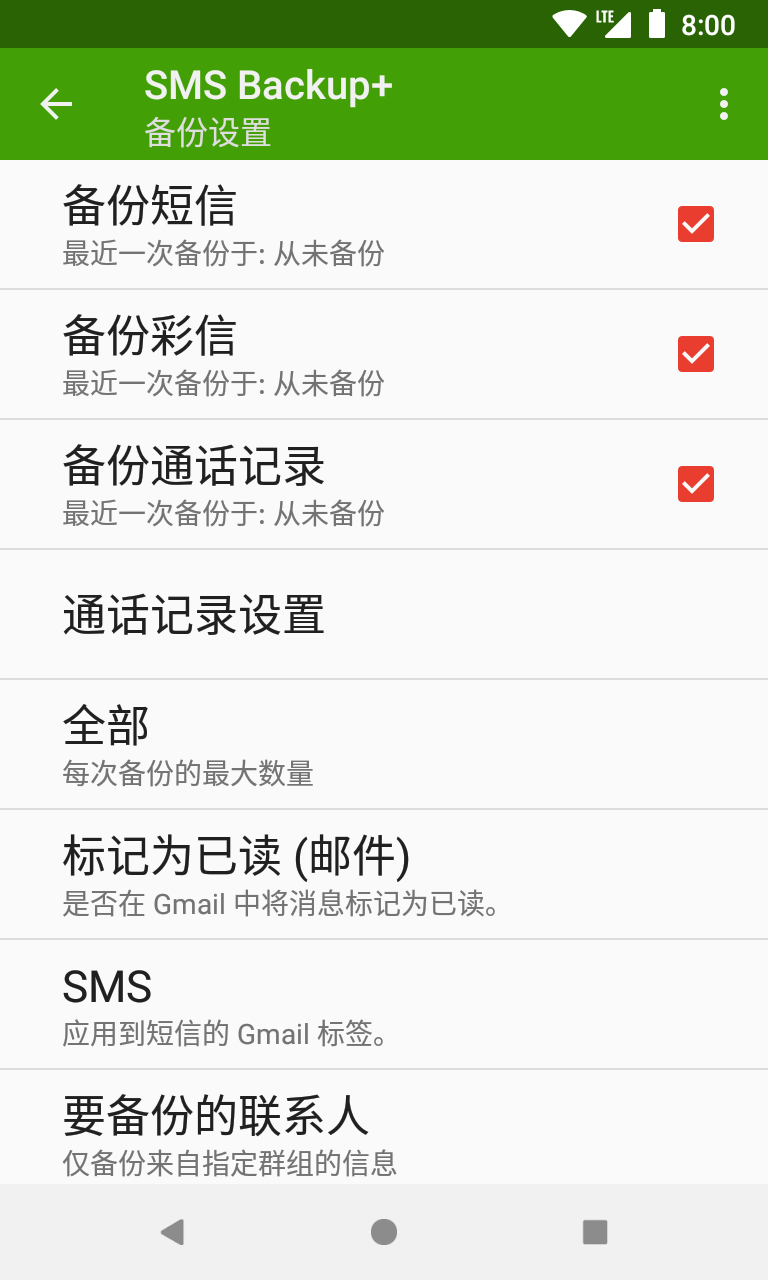 LTE 8:00
SMS Backup+
备份设置
备份短信
最近一次备份于: 从未备份
备份彩信
最近一次备份于: 从未备份
备份通话记录
最近一次备份于: 从未备份
通话记录设置
全部
每次备份的最大数量
标记为已读 (邮件)
是否在 Gmail 中将消息标记为已读。
SMS
应用到短信的 Gmail 标签。
要备份的联系人
仅备份来自指定群组的信息